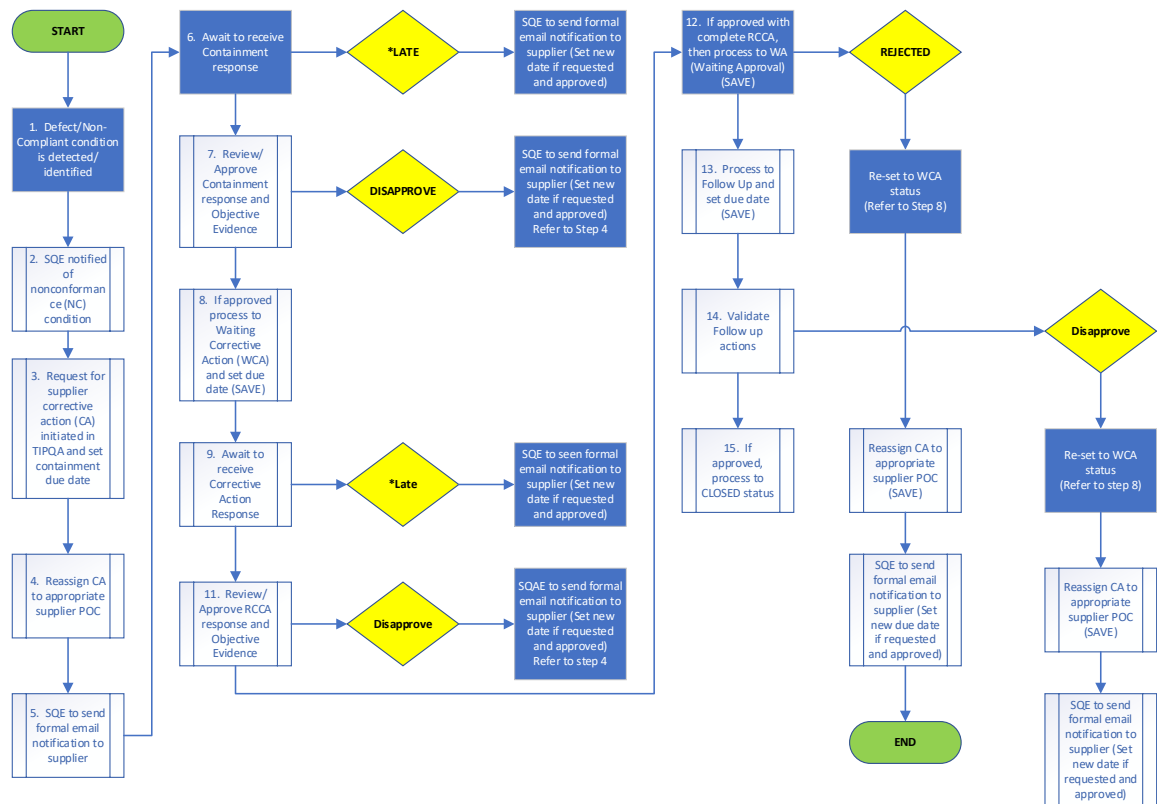 START
1. Defect/Non-
Compliant condition
is detected/
identified
2. SQE notified
of
nonconforman
ce (NC)
condition
3. Request for
supplier
corrective
action (CA)
initiated in
TIPQA and set
containment
due date
4. Reassign CA
to appropriate
supplier POC
5. SQE to send
formal email
notification to
supplier
6. Await to receive
Containment
response
*LATE
SQE to send formal
email notification to
supplier (Set new
date if requested
and approved)
7. Review/
Approve
Containment
response and
Objective
Evidence
DISAPPROVE
SQE to send formal
email notification to
supplier (Set new
date if requested
and approved)
Refer to Step 4
8. If approved
process to
Waiting
Corrective
Action (WCA)
and set due
date (SAVE)
9. Await to
receive
Corrective
Action
Response
*Late
SQE to seen formal
email notification to
supplier (Set new
date if requested
and approved)
11. Review/
Approve RCCA
response and
Objective
Evidence
Disapprove
SQAE to send formal
email notification to
supplier (Set new
date if requested
and approved)
Refer to step 4
12. If approved with
complete RCCA,
then process to WA
(Waiting Approval)
(SAVE)
REJECTED
13. Process to
Follow Up and
set due date
(SAVE)
Re-set to WCA
status
(Refer to Step 8)
14. Validate
Follow up
actions
Disapprove
15. If
approved,
process to
CLOSED status
Reassign CA to
appropriate
supplier POC
(SAVE)
SQE to send
formal email
notification to
supplier (Set
new due date
if requested
and approved)
END
Re-set to WCA
status
(Refer to step 8)
Reassign CA to
appropriate
supplier POC
(SAVE)
SQE to send
formal email
notification to
supplier (Set
new date if
requested and
approved)